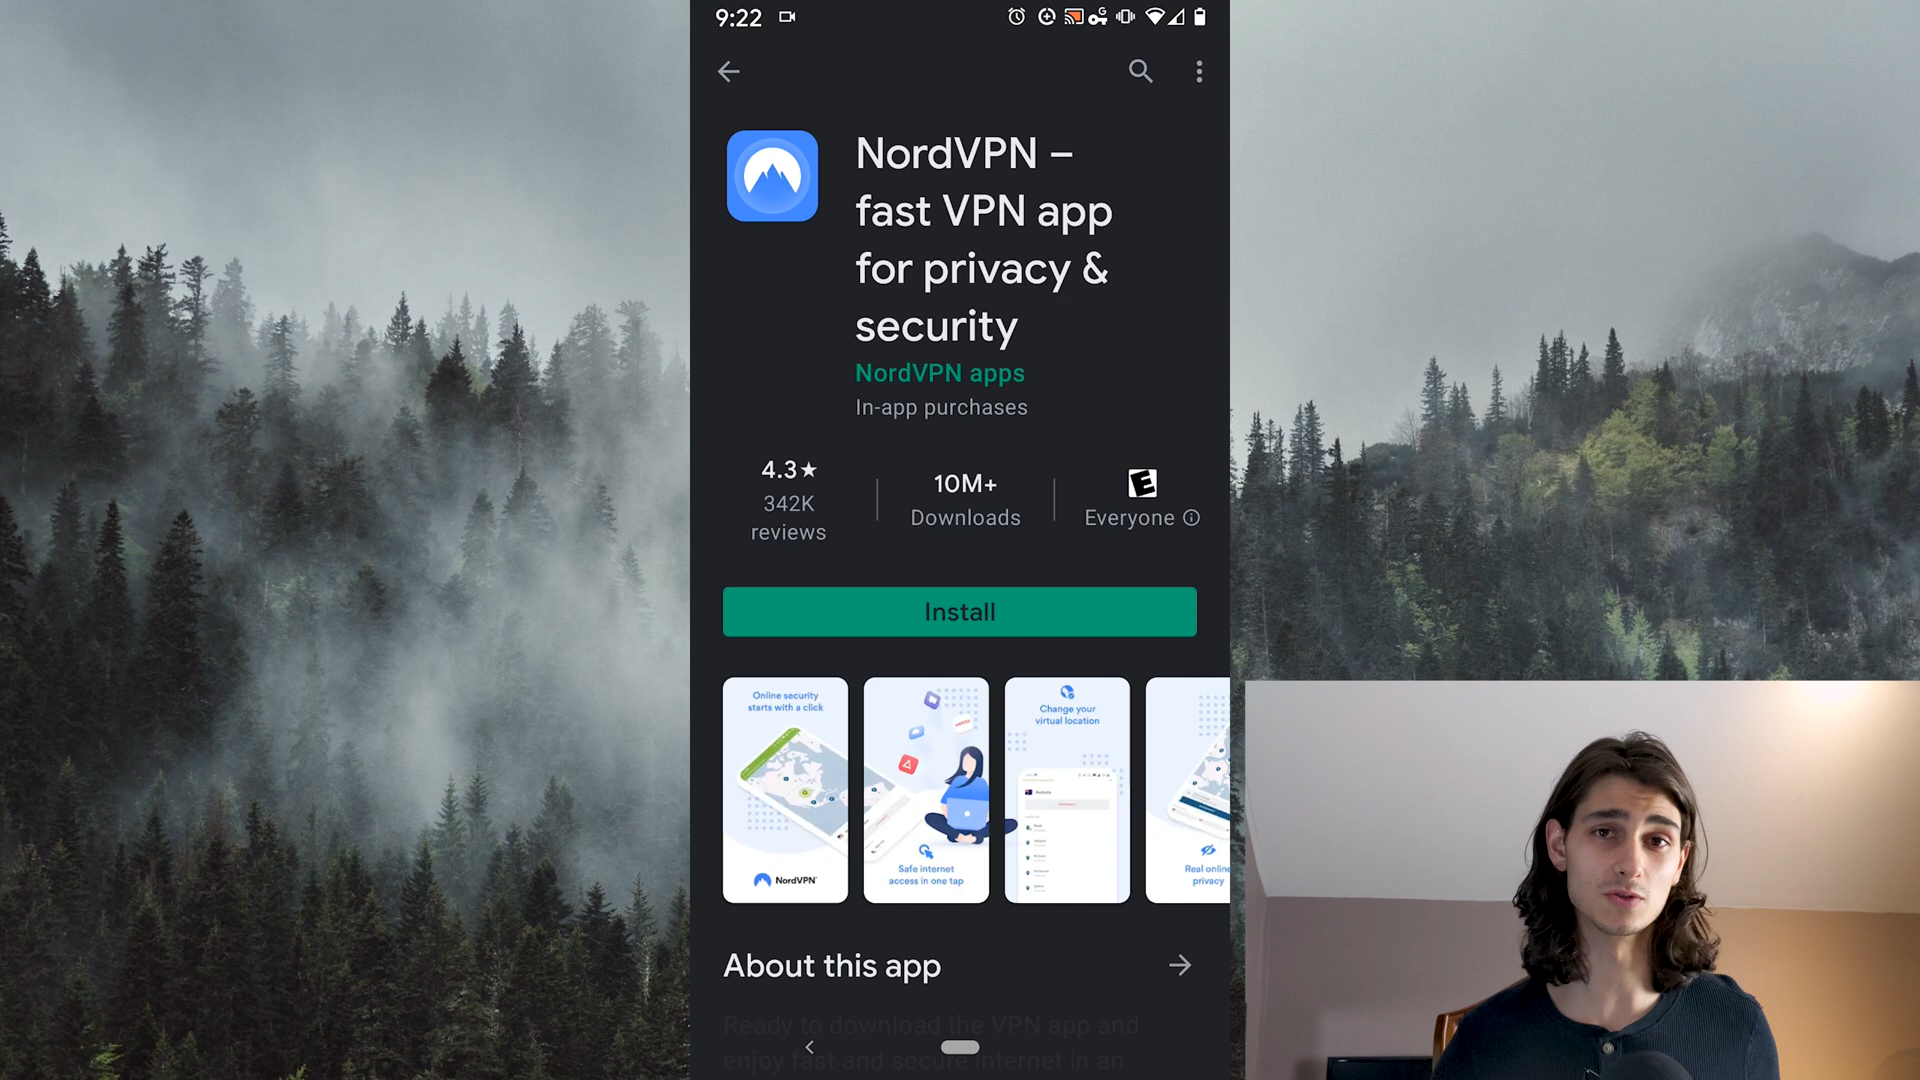 9:22
NordVPN –
fast VPN app
for privacy &
security
NordVPN apps
In-app purchases
4.3★
342K
reviews
10M+
Downloads
E
Everyone
Install
Online security
starts with a click
NordVPN
Safe internet
access in one tap
Change your
virtual location
Australia
Real online
privacy
About this app
Ready to download the VPN app and
enjoy fast and secure internet in an